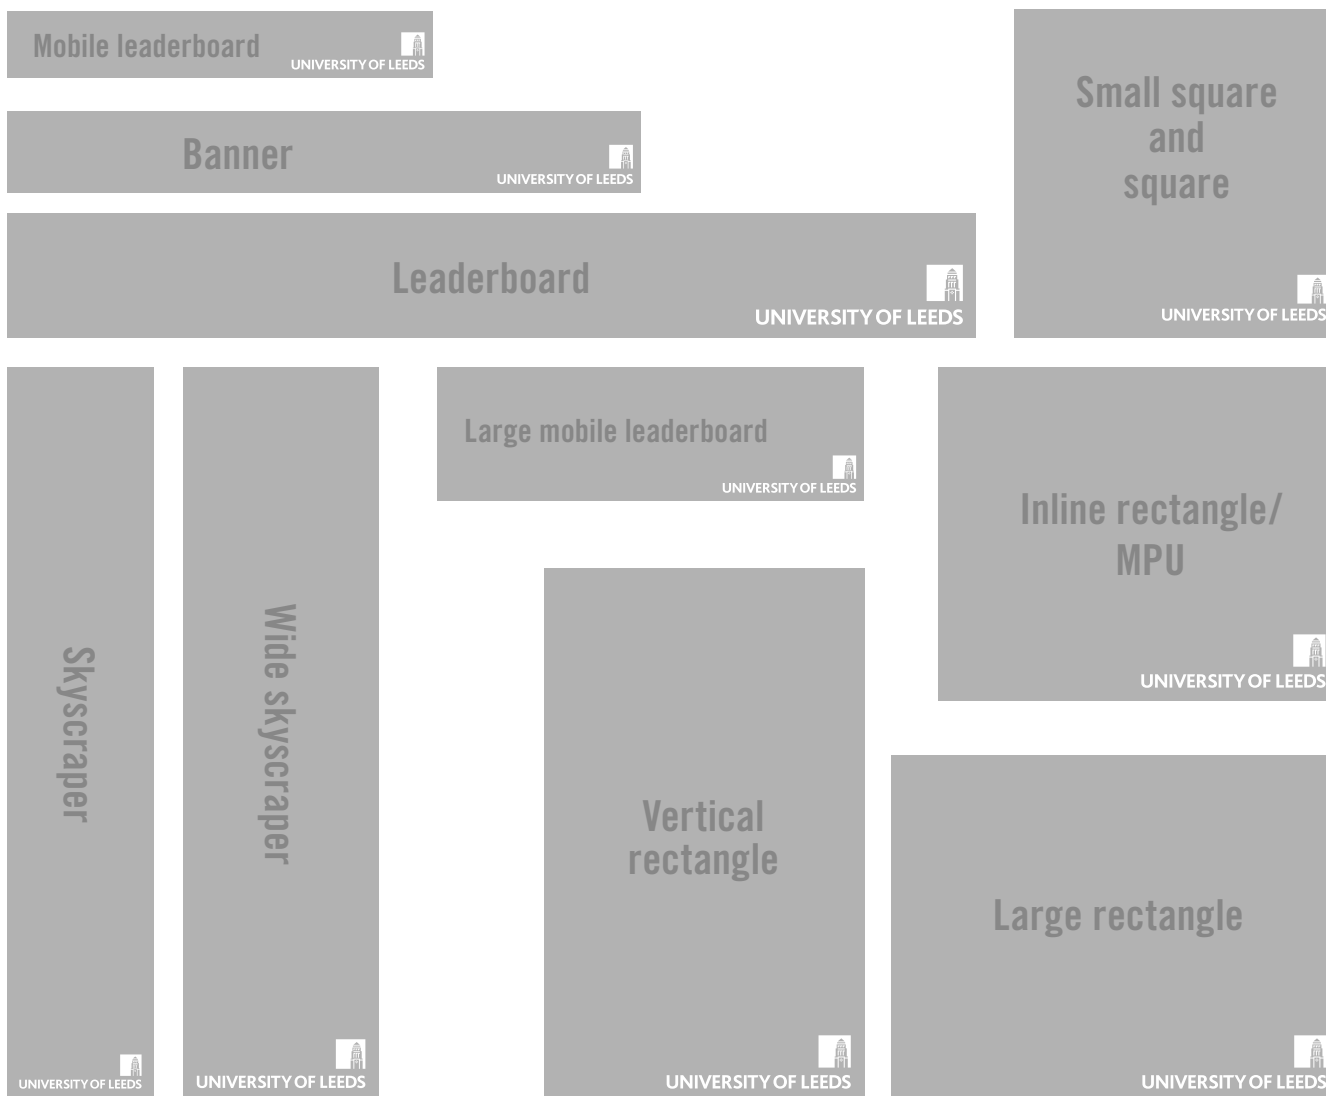 Mobile leaderboard
UNIVERSITY OF LEEDS
Banner
UNIVERSITY OF LEEDS
Leaderboard
UNIVERSITY OF LEEDS
Small square
and
square
UNIVERSITY OF LEEDS
Skyscraper
UNIVERSITY OF LEEDS
Wide skyscraper
UNIVERSITY OF LEEDS
Large mobile leaderboard
UNIVERSITY OF LEEDS
Inline rectangle/
MPU
UNIVERSITY OF LEEDS
Vertical
rectangle
UNIVERSITY OF LEEDS
Large rectangle
UNIVERSITY OF LEEDS